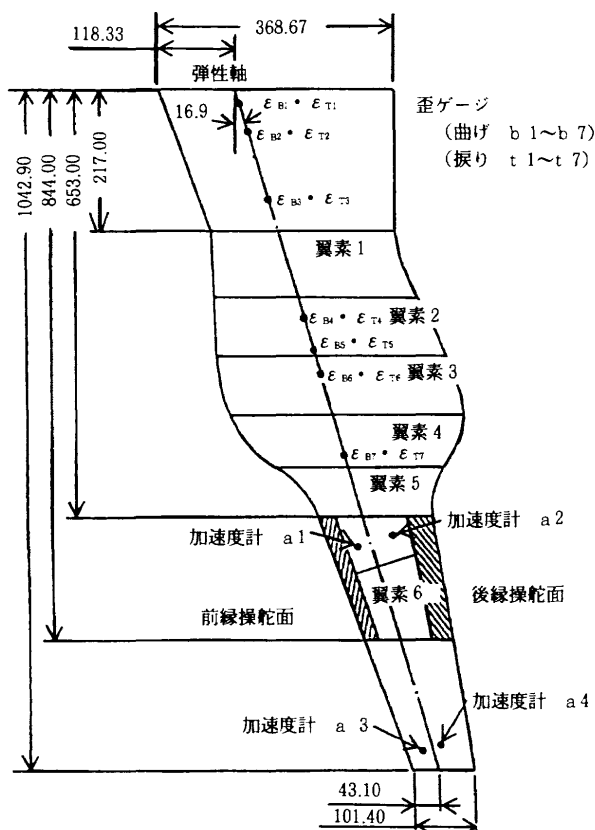 368.67
118.33
弾性軸
16.9
εB1・εT1
εB2・εT2
εB3・εT3
歪ゲージ
(曲げ b1~b7)
(捩り t1~t7)
1042.90
844.00
653.00
217.00
翼素1
εB4・εT4 翼素2
εB5・εT5
εB6・εT6 翼素3
翼素4
εB7・εT7
翼素5
加速度計 a1
加速度計 a2
翼素6
前縁操舵面
後縁操舵面
加速度計 a3
加速度計 a4
43.10
101.40